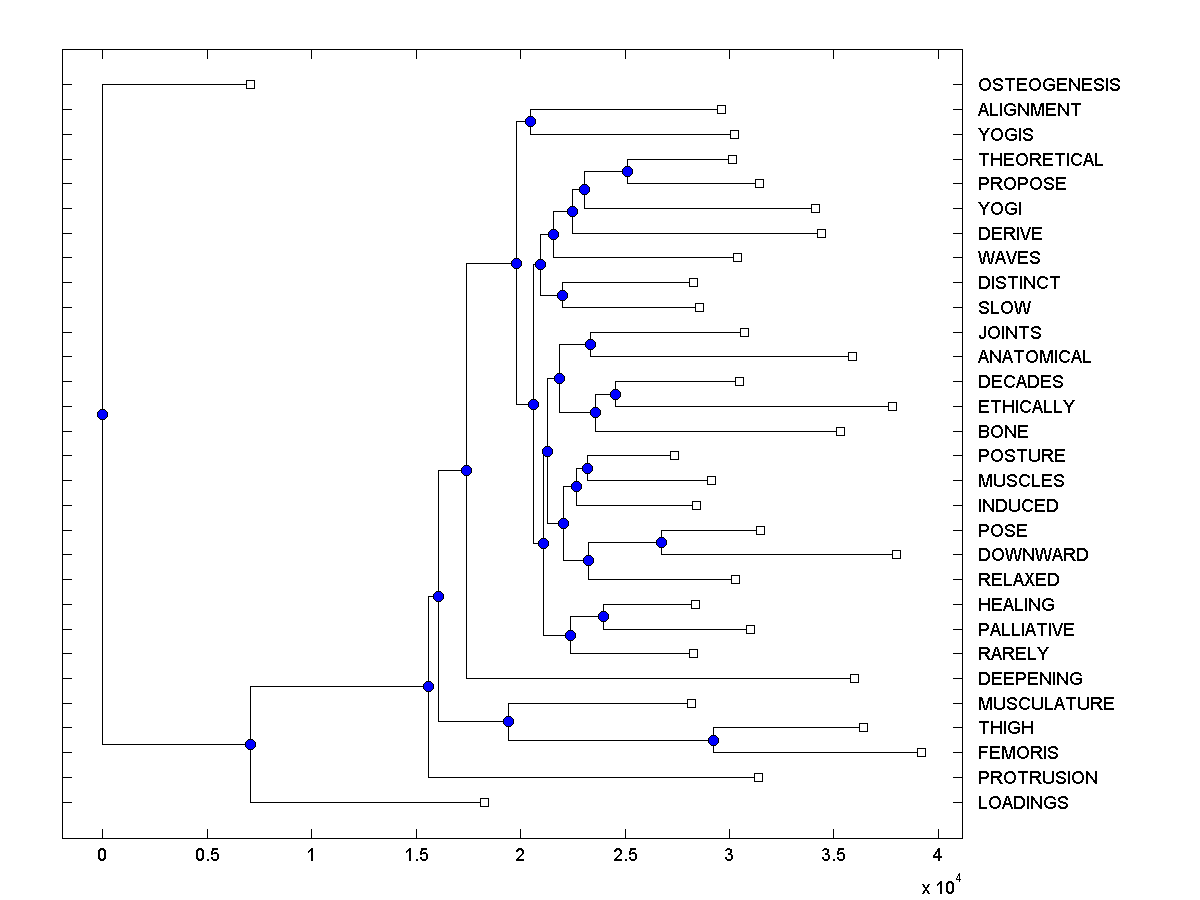 OSTEOGENESIS
ALIGNMENT
YOGIS
THEORETICAL
PROPOSE
YOGI
DERIVE
WAVES
DISTINCT
SLOW
JOINTS
ANATOMICAL
DECADES
ETHICALLY
BONE
POSTURE
MUSCLES
INDUCED
POSE
DOWNWARD
RELAXED
HEALING
PALLIATIVE
RARELY
DEEPENING
MUSCULATURE
THIGH
FEMORIS
PROTRUSION
LOADINGS
0 0.5 1 1.5 2 2.5 3 3.5 4
x 10^4